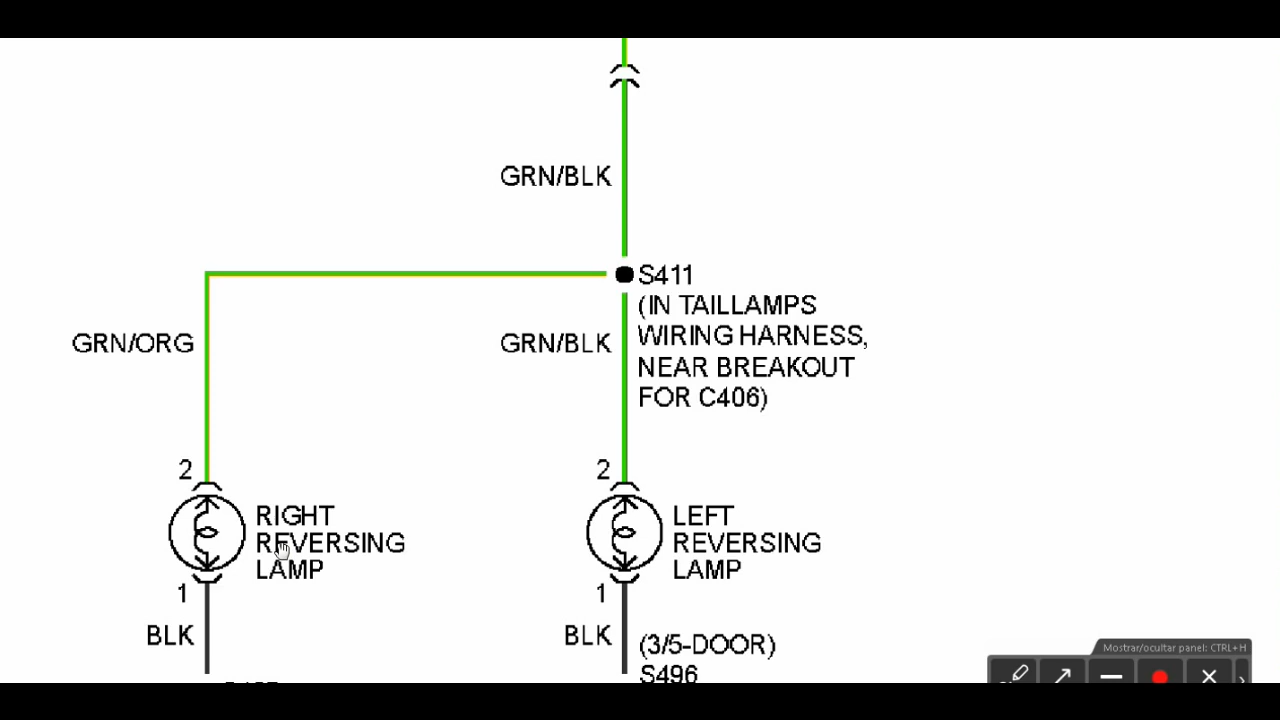 GRN/BLK
S411
(IN TAILLAMPS
WIRING HARNESS,
NEAR BREAKOUT
FOR C406)
GRN/ORG
GRN/BLK
2
2
RIGHT
REVERSING
LAMP
LEFT
REVERSING
LAMP
1
1
BLK
BLK
(3/5-DOOR)
S496
Mostrar/ocultar panel: CTRL+H